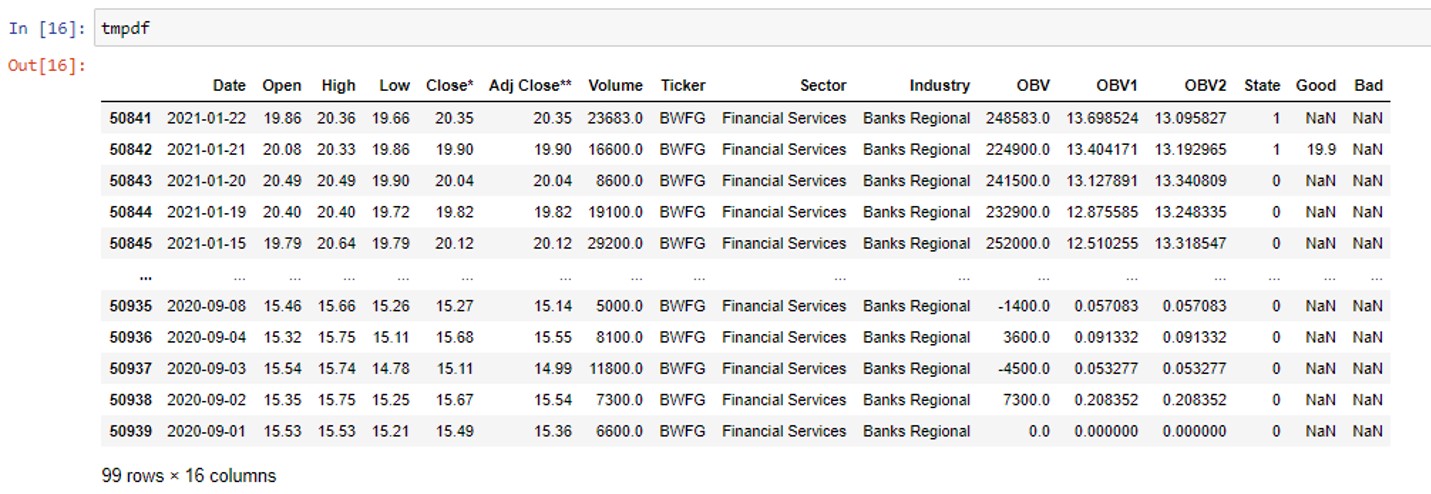 In [16]: tmpdf
Out[16]:
Date Open High Low Close* Adj Close** Volume Ticker Sector Industry OBV OBV1 OBV2 State Good Bad
50841 2021-01-22 19.86 20.36 19.66 20.35 20.35 23683.0 BWFG Financial Services Banks Regional 248583.0 13.698524 13.095827 1 NaN NaN
50842 2021-01-21 20.08 20.33 19.86 19.90 19.90 16600.0 BWFG Financial Services Banks Regional 224900.0 13.404171 13.192965 1 19.9 NaN
50843 2021-01-20 20.49 20.49 19.90 20.04 20.04 8600.0 BWFG Financial Services Banks Regional 241500.0 13.127891 13.340809 0 NaN NaN
50844 2021-01-19 20.40 20.40 19.72 19.82 19.82 19100.0 BWFG Financial Services Banks Regional 232900.0 12.875585 13.248335 0 NaN NaN
50845 2021-01-15 19.79 20.64 19.79 20.12 20.12 29200.0 BWFG Financial Services Banks Regional 252000.0 12.510255 13.318547 0 NaN NaN
... ... ... ... ... ... ... ... ... ... ... ... ... ... ... ... ...
50935 2020-09-08 15.46 15.66 15.26 15.27 15.14 5000.0 BWFG Financial Services Banks Regional -1400.0 0.057083 0.057083 0 NaN NaN
50936 2020-09-04 15.32 15.75 15.11 15.68 15.55 8100.0 BWFG Financial Services Banks Regional 3600.0 0.091332 0.091332 0 NaN NaN
50937 2020-09-03 15.54 15.74 14.78 15.11 14.99 11800.0 BWFG Financial Services Banks Regional -4500.0 0.053277 0.053277 0 NaN NaN
50938 2020-09-02 15.35 15.75 15.25 15.67 15.54 7300.0 BWFG Financial Services Banks Regional 7300.0 0.208352 0.208352 0 NaN NaN
50939 2020-09-01 15.53 15.53 15.21 15.49 15.36 6600.0 BWFG Financial Services Banks Regional 0.0 0.000000 0.000000 0 NaN NaN
99 rows × 16 columns